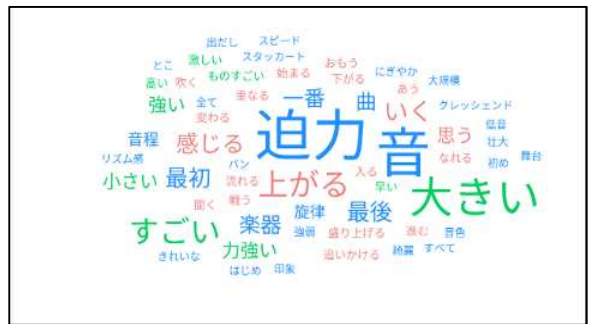 出だし スピード
とこ 激しい スタッカート おもう
ものすごい 始まる 下がる にぎやか 大規模
高い 吹く 重なる 一番 曲 あう
強い 全て いく クレッシェンド
変わる 迫力 音 低音
音程 感じる 思う 壮大
リズム感 バン なれる 初め 舞台
小さい 最初 流れる 上がる 入る 早い 大きい
聞く 戦う 旋律 最後
すごい 楽器 強弱 盛り上げる 進む 音色
きれいな 力強い 追いかける 綺麗 すべて
はじめ 印象